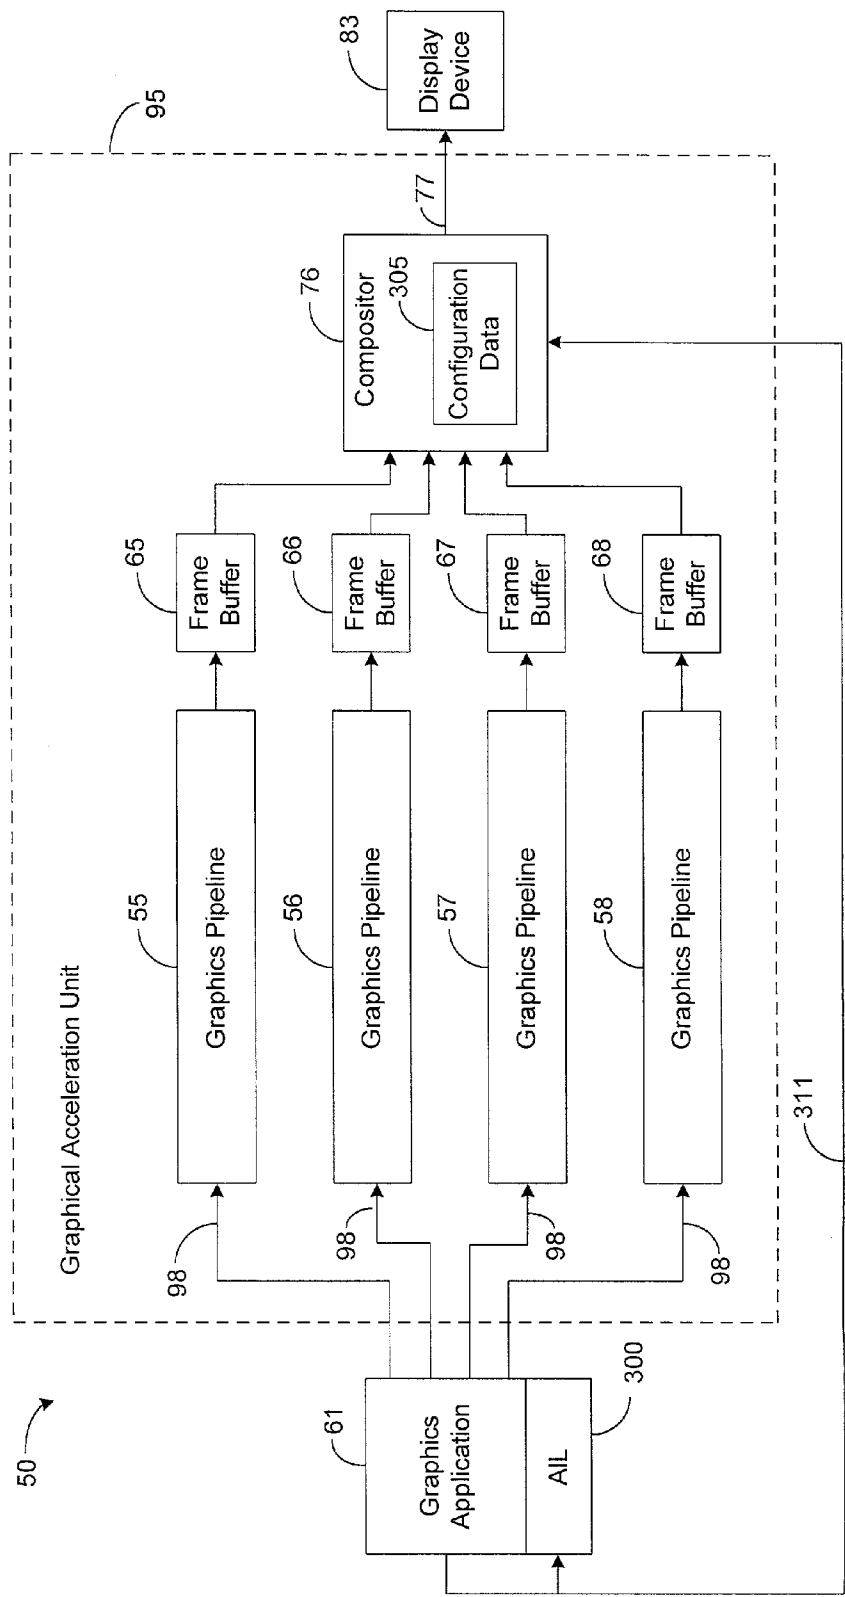 50
Graphical Acceleration Unit
95
83
Display
Device
77
76
Compositor
305
Configuration
Data
65
Frame
Buffer
66
Frame
Buffer
67
Frame
Buffer
68
Frame
Buffer
55
Graphics Pipeline
56
Graphics Pipeline
57
Graphics Pipeline
58
Graphics Pipeline
98
98
98
98
61
Graphics
Application
300
AIL
311